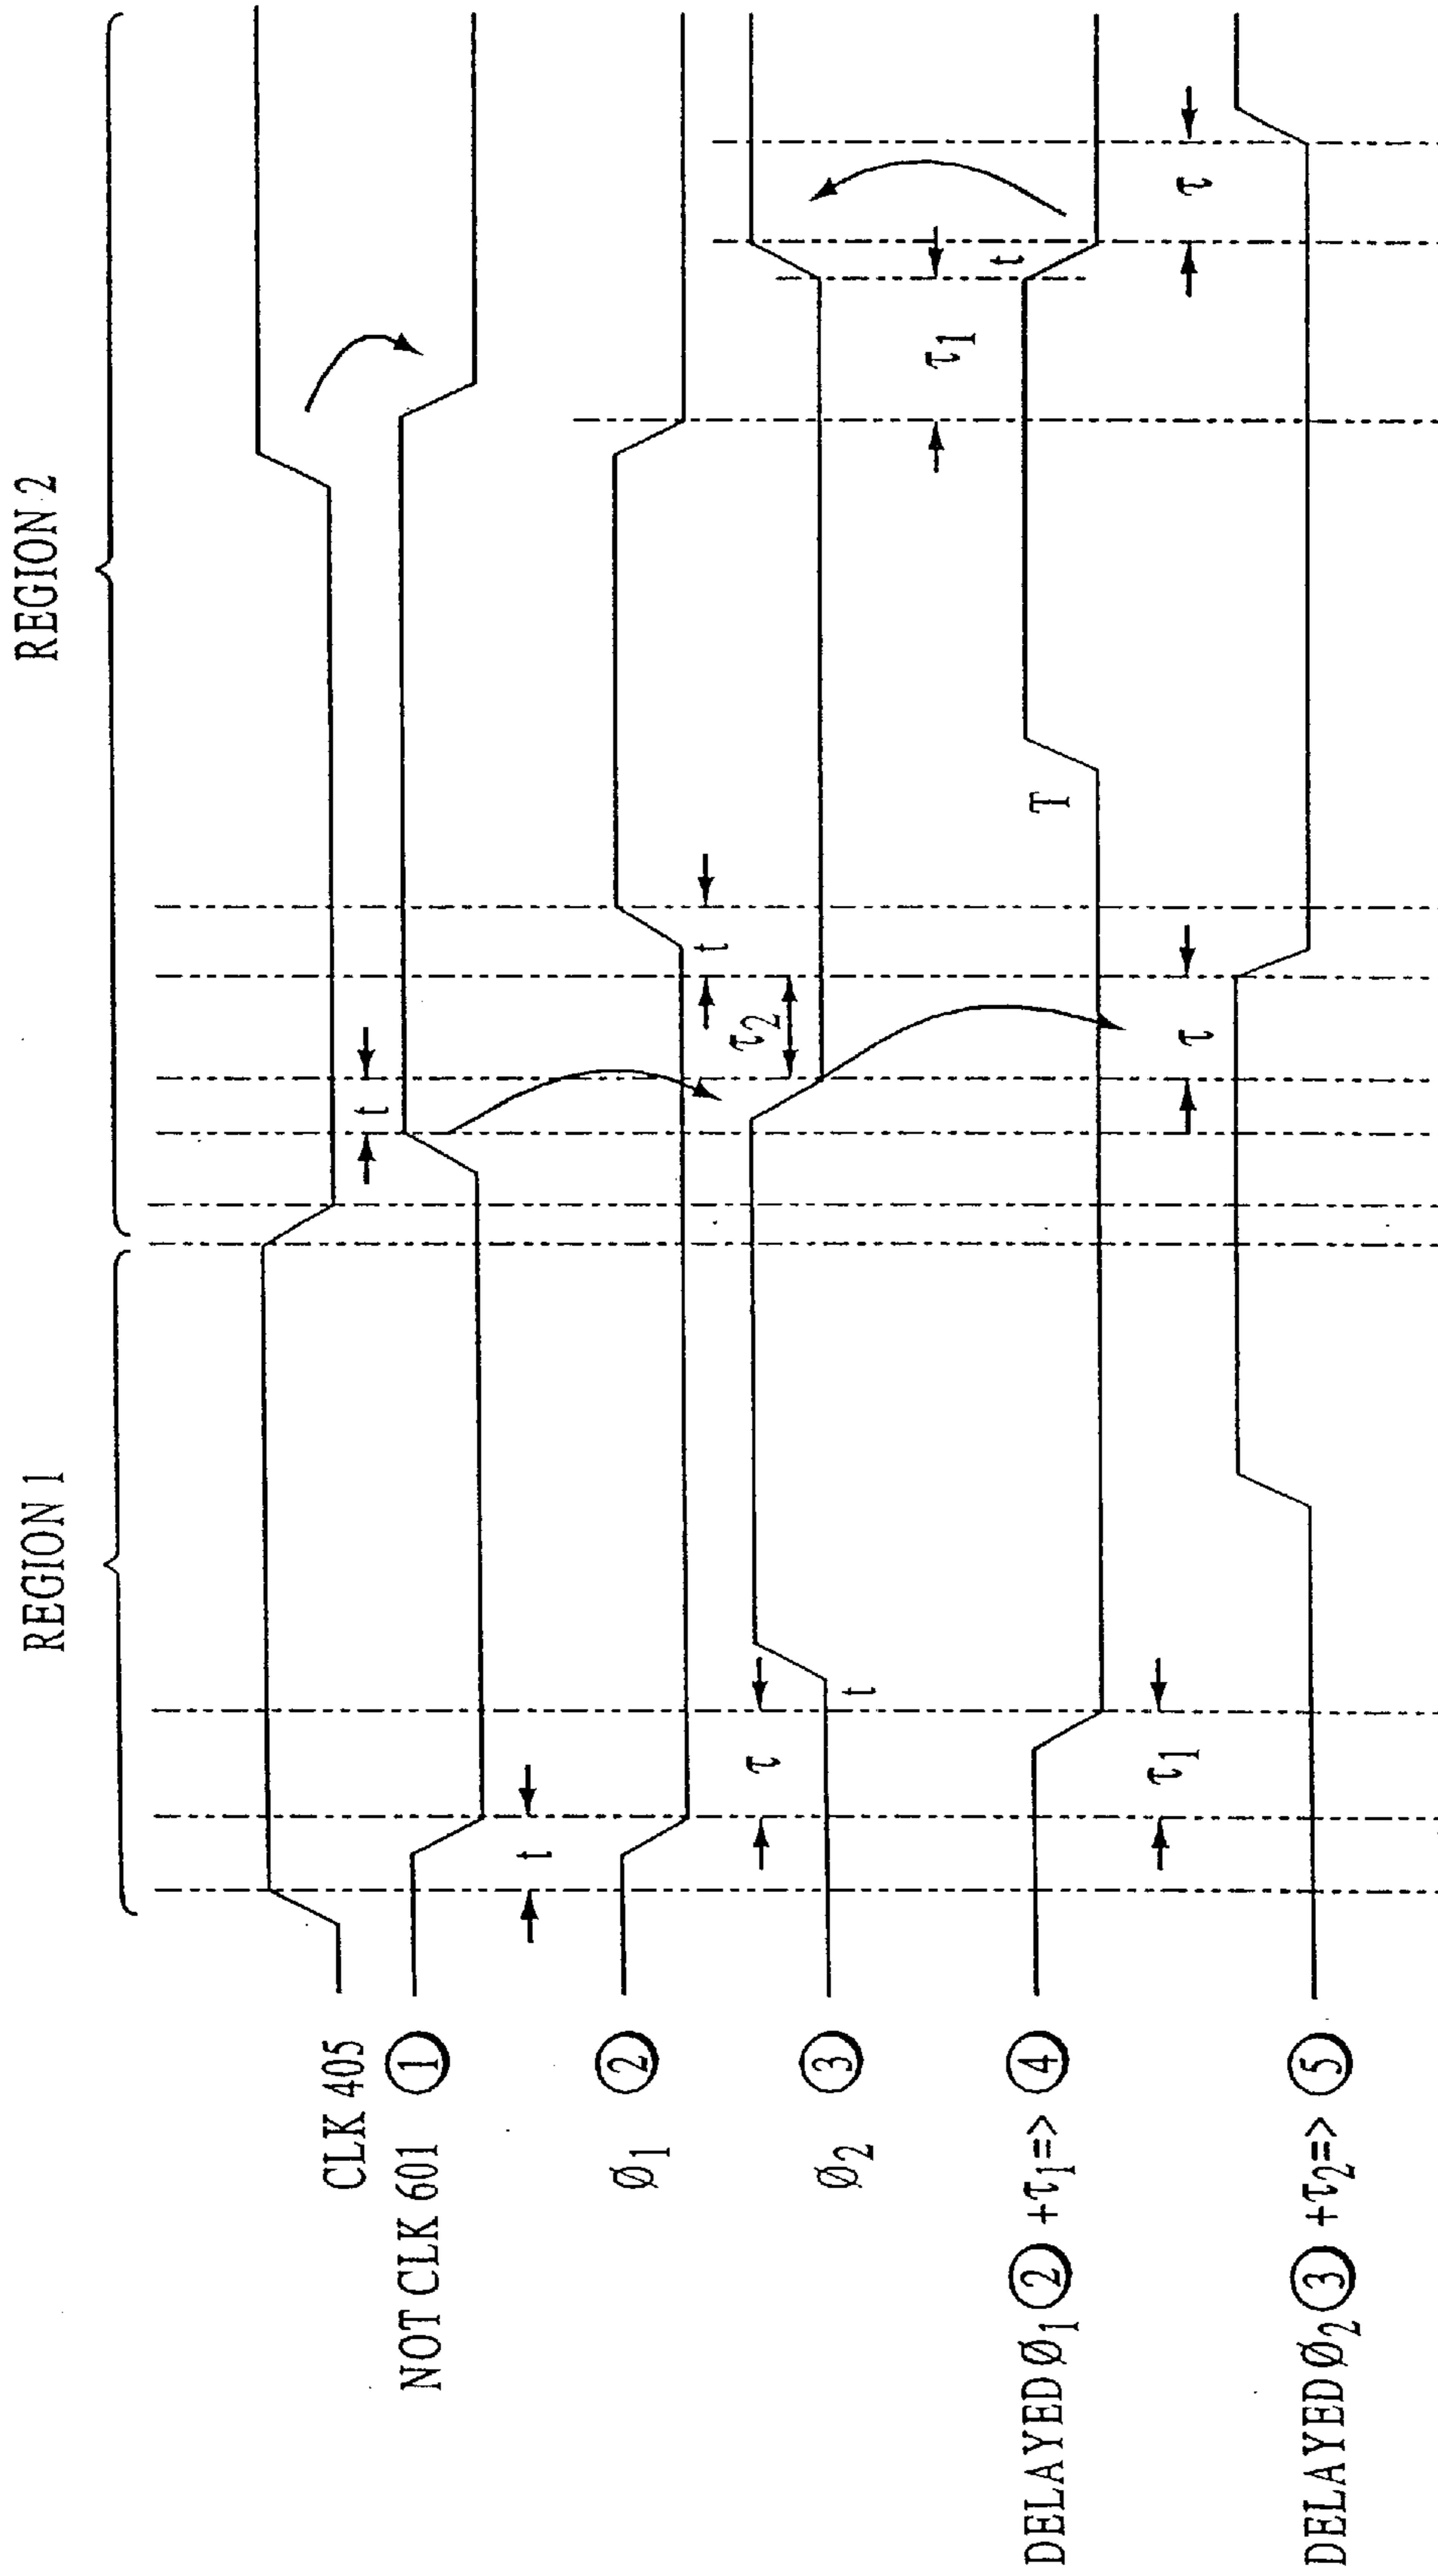 REGION 1
REGION 2
CLK 405
NOT CLK 601 ①
t
t
Ø1 ②
t
Ø2 ③
τ
t
τ2
τ1
DELAYED Ø1 ② +τ1=> ④
T
t
τ1
τ
τ
DELAYED Ø2 ③ +τ2=> ⑤